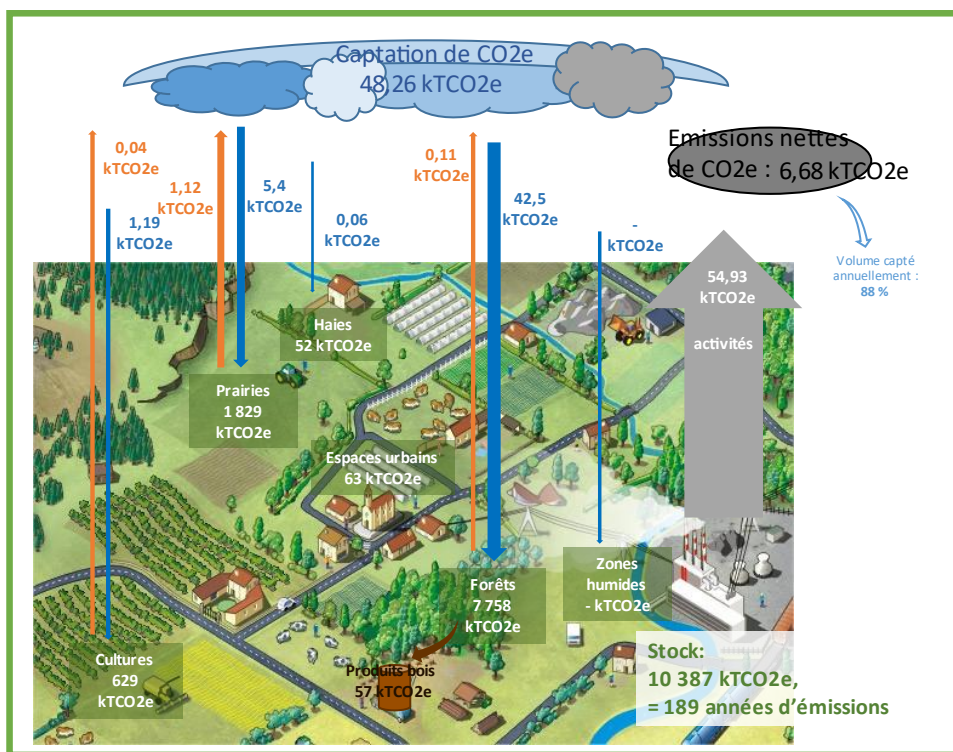 Captation de CO2e
48,26 kTCO2e
Emissions nettes
de CO2e : 6,68 kTCO2e
Volume capté
annuellement :
88 %
0,04
kTCO2e
1,19
kTCO2e
1,12
kTCO2e
5,4
kTCO2e
0,06
kTCO2e
0,11
kTCO2e
42,5
kTCO2e
-
kTCO2e
54,93
kTCO2e
activités
Haies
52 kTCO2e
Prairies
1 829
kTCO2e
Espaces urbains
63 kTCO2e
Forêts
7 758
kTCO2e
Zones
humides
- kTCO2e
Cultures
629
kTCO2e
Produits bois
57 kTCO2e
Stock:
10 387 kTCO2e,
= 189 années d’émissions